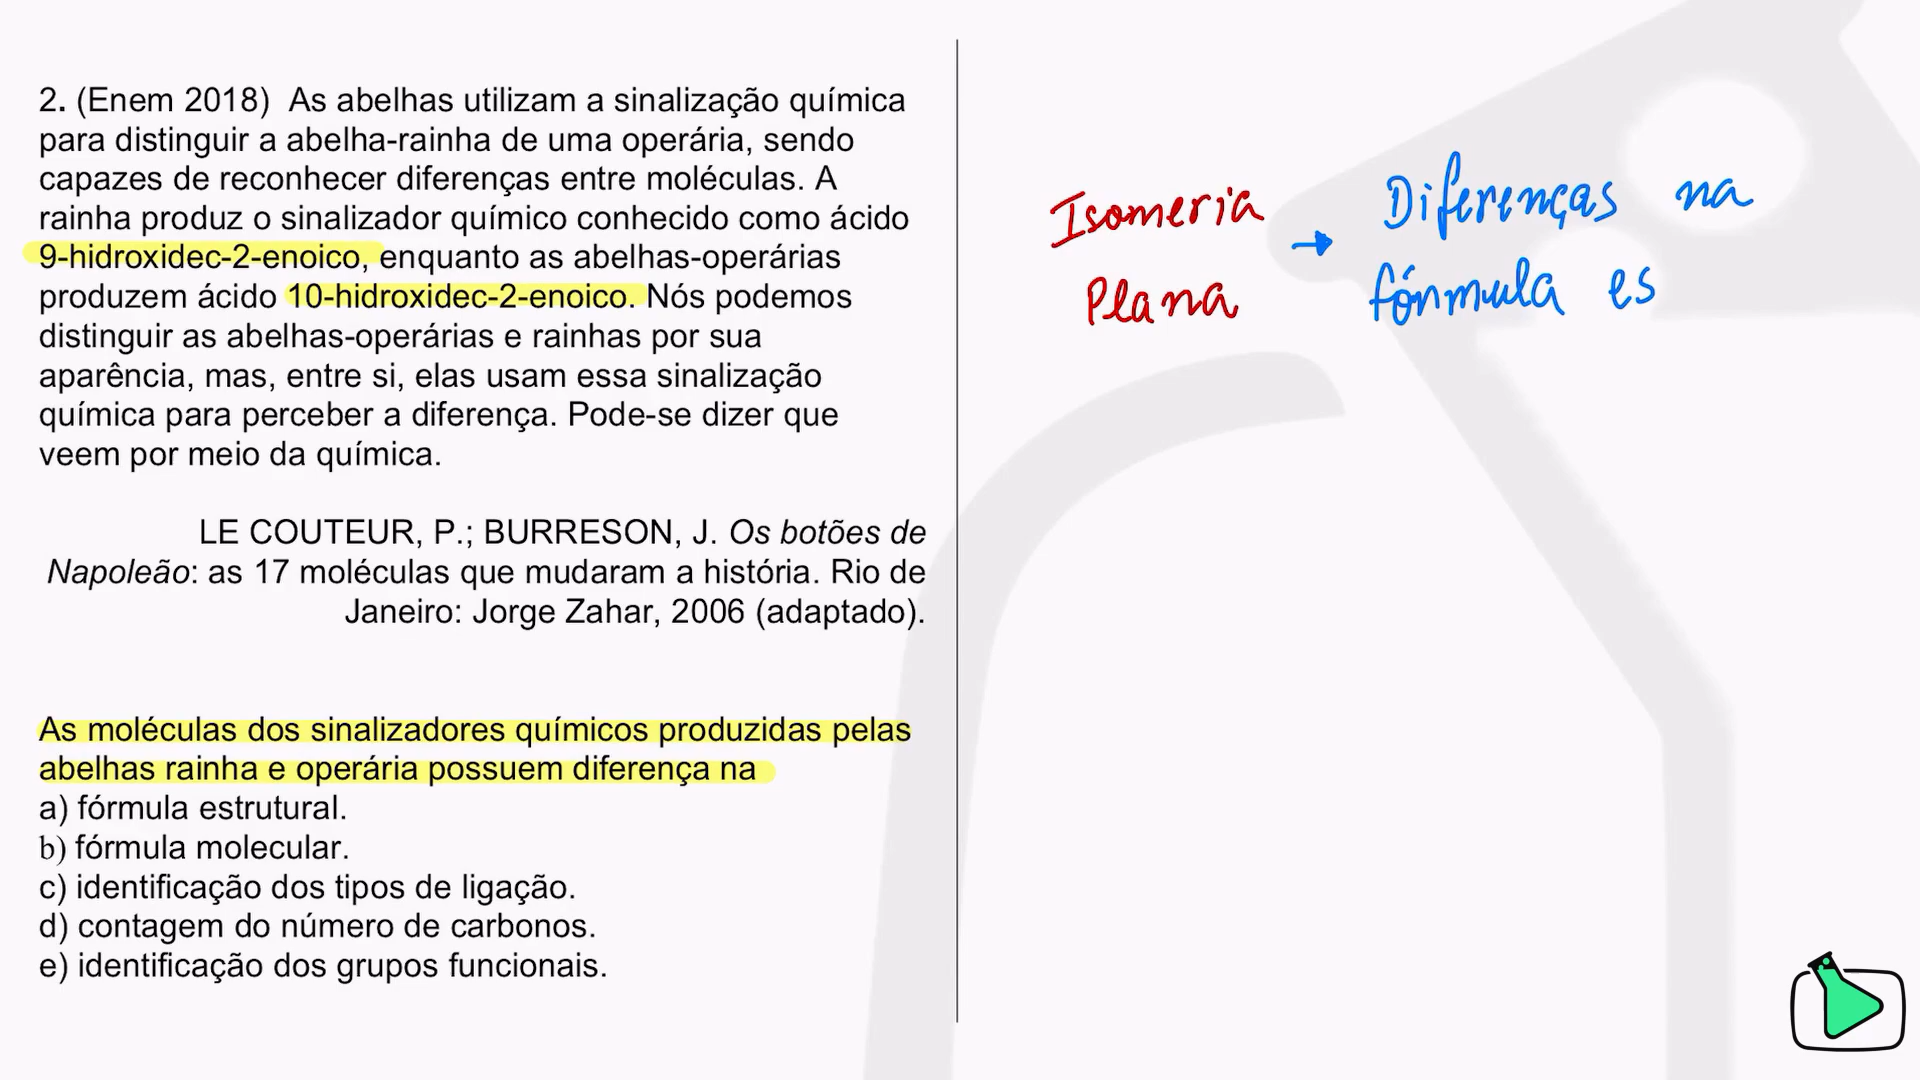 2. (Enem 2018)  As abelhas utilizam a sinalização química
para distinguir a abelha-rainha de uma operária, sendo
capazes de reconhecer diferenças entre moléculas. A
rainha produz o sinalizador químico conhecido como ácido
9-hidroxidec-2-enoico, enquanto as abelhas-operárias
produzem ácido 10-hidroxidec-2-enoico. Nós podemos
distinguir as abelhas-operárias e rainhas por sua
aparência, mas, entre si, elas usam essa sinalização
química para perceber a diferença. Pode-se dizer que
veem por meio da química.
LE COUTEUR, P.; BURRESON, J. Os botões de
Napoleão: as 17 moléculas que mudaram a história. Rio de
Janeiro: Jorge Zahar, 2006 (adaptado).
As moléculas dos sinalizadores químicos produzidas pelas
abelhas rainha e operária possuem diferença na
a) fórmula estrutural.
b) fórmula molecular.
c) identificação dos tipos de ligação.
d) contagem do número de carbonos.
e) identificação dos grupos funcionais.
Isomeria
Plana
→ Diferenças na
fórmula es